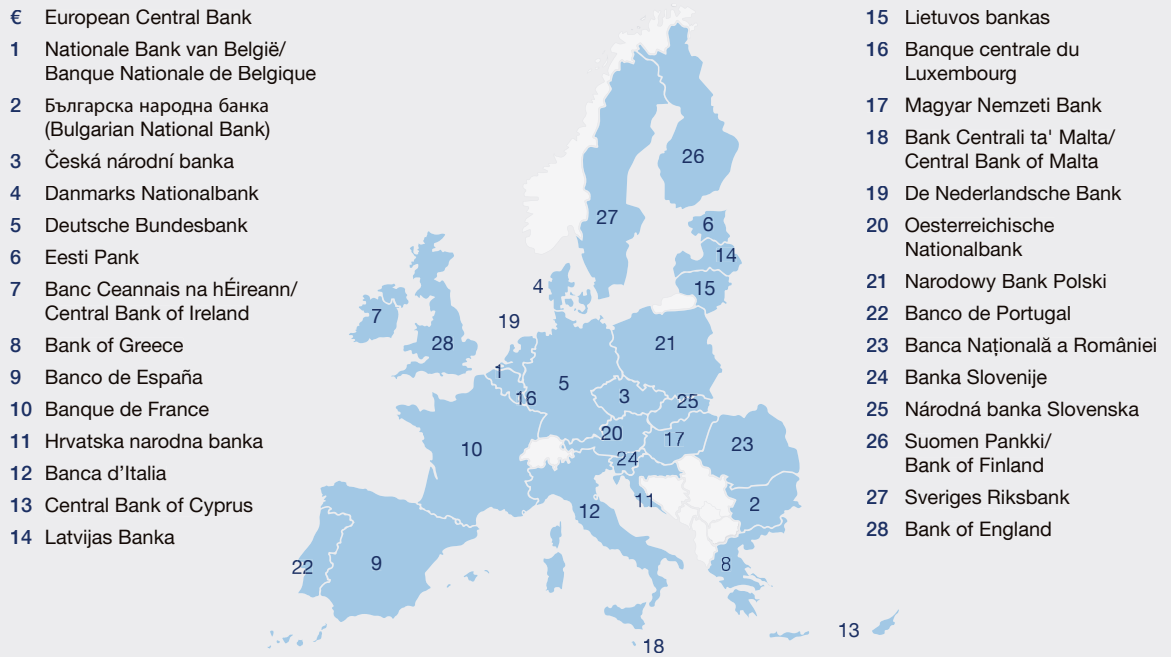 € European Central Bank
1 Nationale Bank van België/
Banque Nationale de Belgique
2 Българска народна банка
(Bulgarian National Bank)
3 Česká národní banka
4 Danmarks Nationalbank
5 Deutsche Bundesbank
6 Eesti Pank
7 Banc Ceannais na hÉireann/
Central Bank of Ireland
8 Bank of Greece
9 Banco de España
10 Banque de France
11 Hrvatska narodna banka
12 Banca d’Italia
13 Central Bank of Cyprus
14 Latvijas Banka
26
27
6
14
4
15
7
19
28
21
1
5
16
3
25
20
17
10
23
24
11
12
2
22
9
8
13
18
15 Lietuvos bankas
16 Banque centrale du
Luxembourg
17 Magyar Nemzeti Bank
18 Bank Ċentrali ta' Malta/
Central Bank of Malta
19 De Nederlandsche Bank
20 Oesterreichische
Nationalbank
21 Narodowy Bank Polski
22 Banco de Portugal
23 Banca Națională a României
24 Banka Slovenije
25 Národná banka Slovenska
26 Suomen Pankki/
Bank of Finland
27 Sveriges Riksbank
28 Bank of England